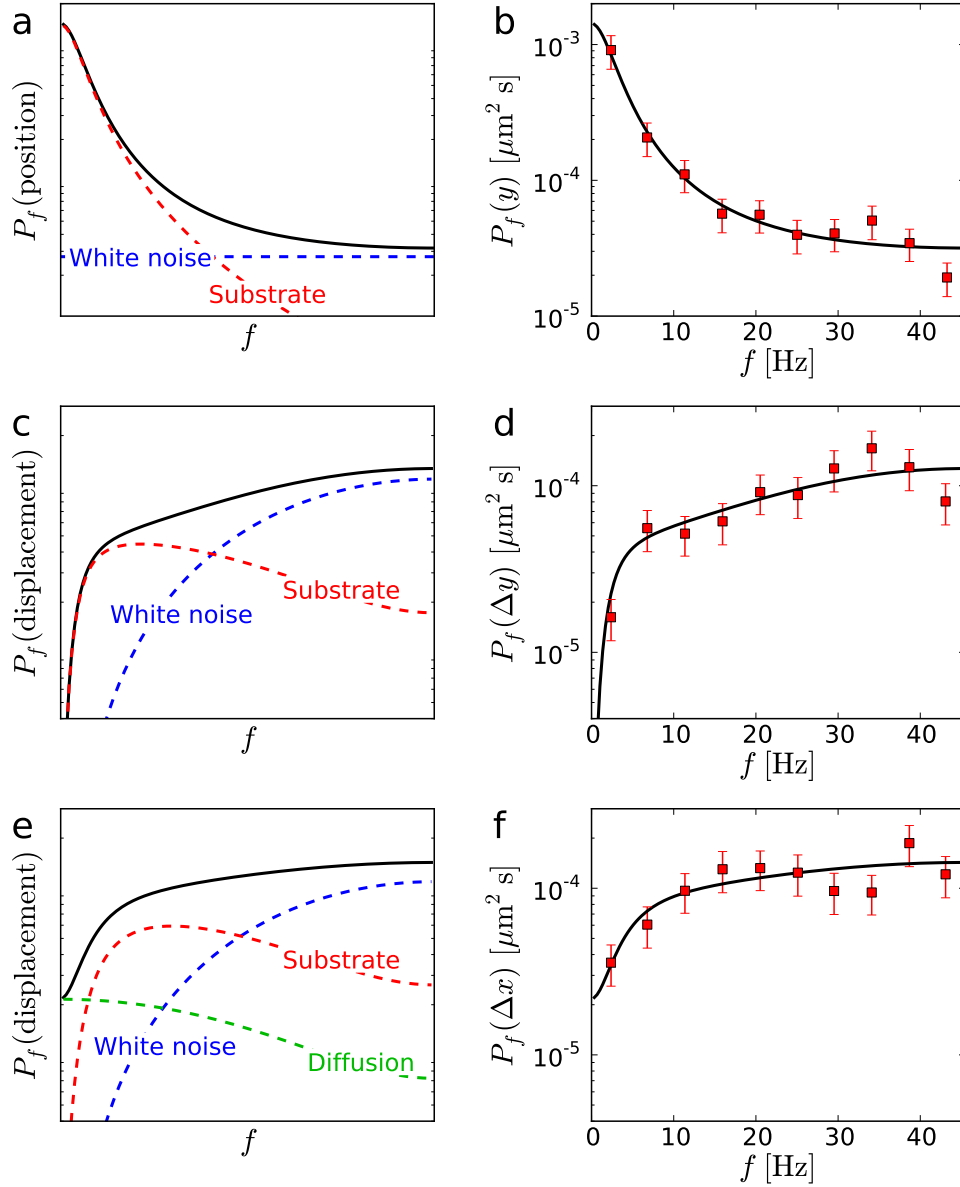 a
P_f(position)
White noise
Substrate
f
b
P_f(y) [μm² s]
10⁻³
10⁻⁴
10⁻⁵
0 10 20 30 40
f [Hz]
c
P_f(displacement)
Substrate
White noise
f
d
P_f(Δy) [μm² s]
10⁻⁴
10⁻⁵
0 10 20 30 40
f [Hz]
e
P_f(displacement)
Substrate
White noise
Diffusion
f
f
P_f(Δx) [μm² s]
10⁻⁴
10⁻⁵
0 10 20 30 40
f [Hz]